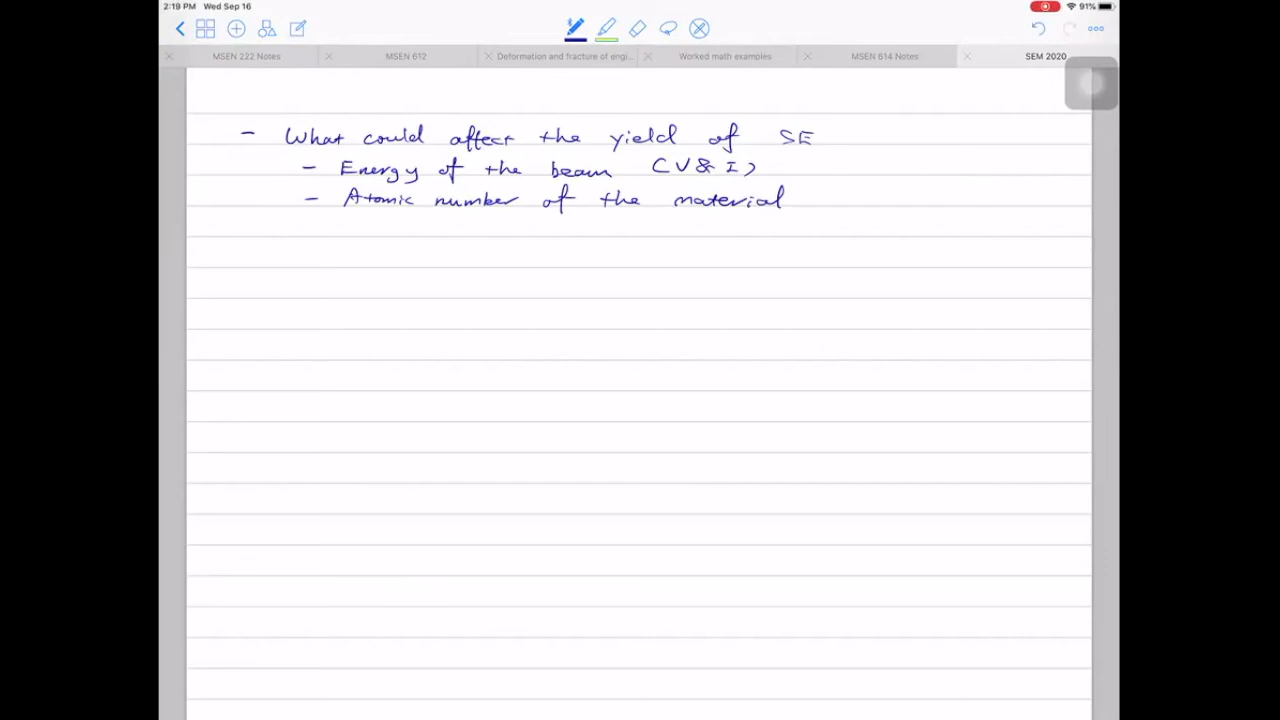 2:19 PM Wed Sep 16
91%
MSEN 222 Notes
MSEN 612
Deformation and fracture of engi...
Worked math examples
MSEN 614 Notes
SEM 2020
- What could affect the yield of SE
- Energy of the beam (V & I)
- Atomic number of the material